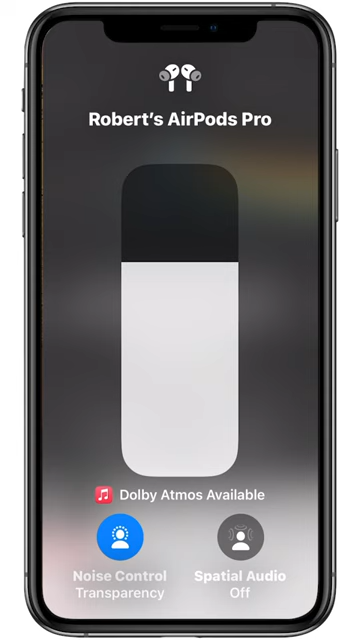 Robert's AirPods Pro
Dolby Atmos Available
Noise Control
Transparency
Spatial Audio
Off